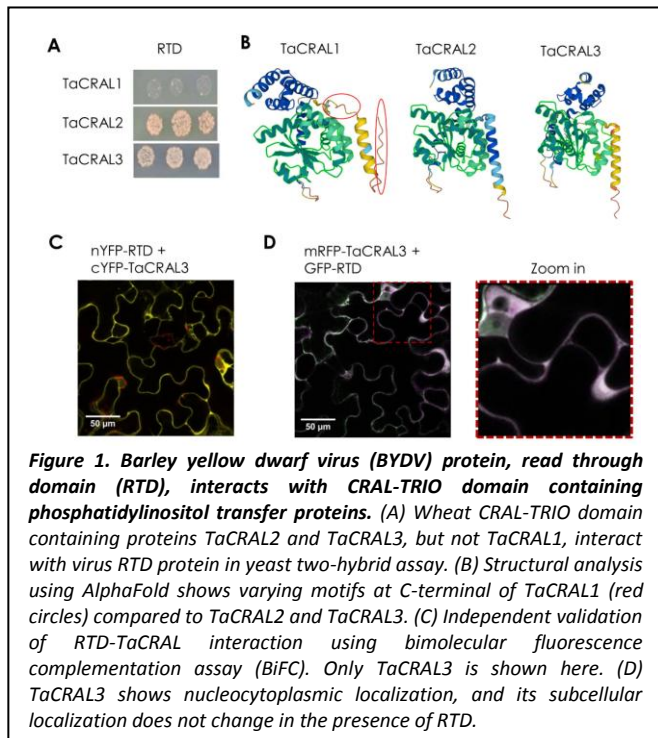 A
RTD
TaCRAL1
TaCRAL2
TaCRAL3
B
TaCRAL1
TaCRAL2
TaCRAL3
C
nYFP-RTD +
cYFP-TaCRAL3
50 µm
D
mRFP-TaCRAL3 +
GFP-RTD
50 µm
Zoom in
Figure 1. Barley yellow dwarf virus (BYDV) protein, read through
domain (RTD), interacts with CRAL-TRIO domain containing
phosphatidylinositol transfer proteins. (A) Wheat CRAL-TRIO domain
containing proteins TaCRAL2 and TaCRAL3, but not TaCRAL1, interact
with virus RTD protein in yeast two-hybrid assay. (B) Structural analysis
using AlphaFold shows varying motifs at C-terminal of TaCRAL1 (red
circles) compared to TaCRAL2 and TaCRAL3. (C) Independent validation
of RTD-TaCRAL interaction using bimolecular fluorescence
complementation assay (BiFC). Only TaCRAL3 is shown here. (D)
TaCRAL3 shows nucleocytoplasmic localization, and its subcellular
localization does not change in the presence of RTD.